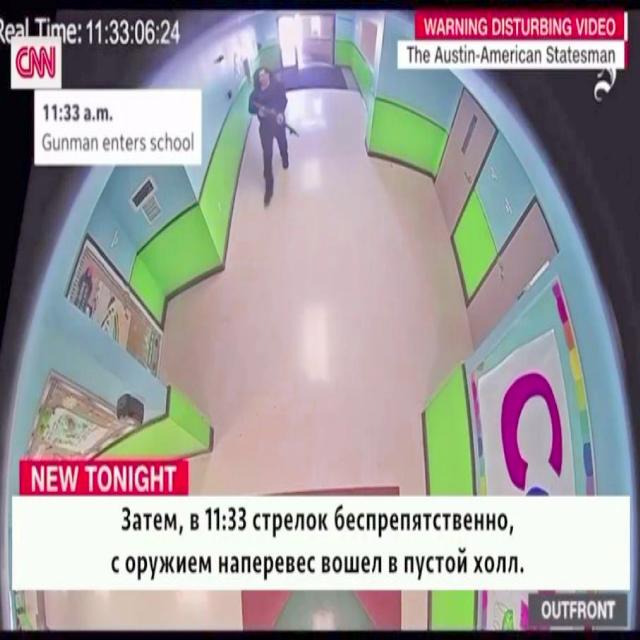 Real Time: 11:33:06:24
WARNING DISTURBING VIDEO
The Austin-American Statesman
CNN
11:33 a.m.
Gunman enters school
C
NEW TONIGHT
Затем, в 11:33 стрелок беспрепятственно,
с оружием наперевес вошел в пустой холл.
OUTFRONT